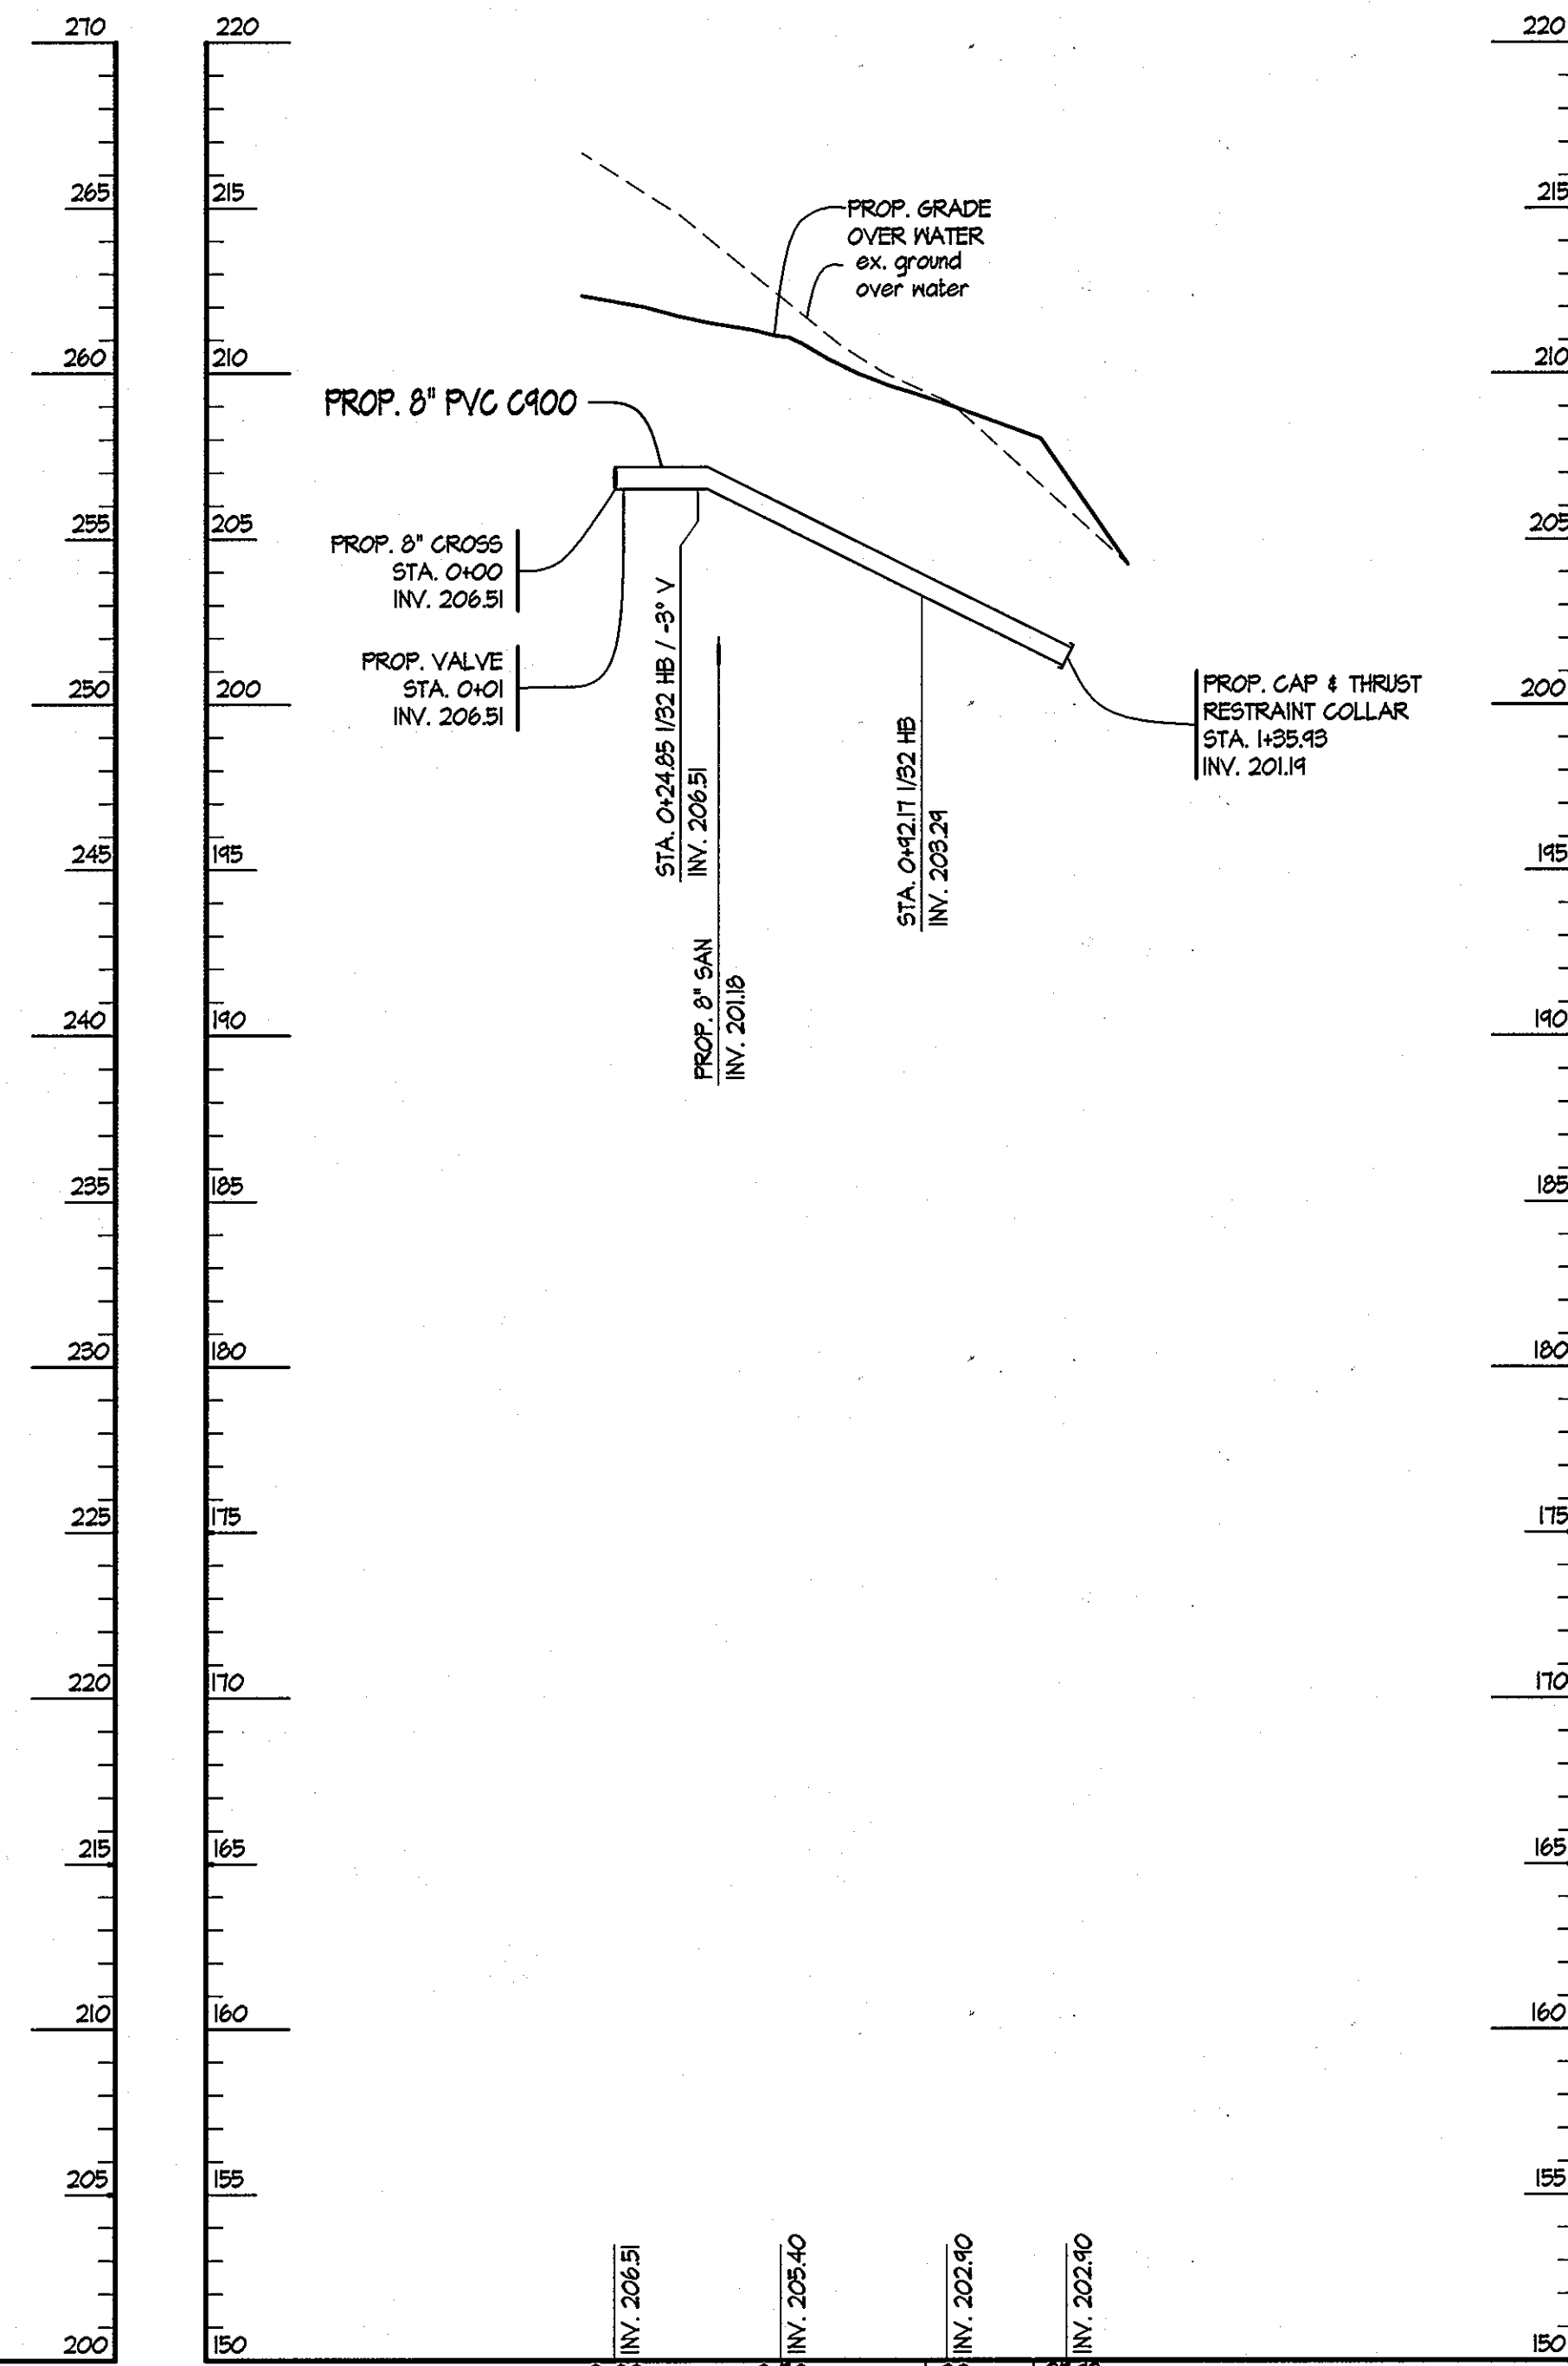 270
265
260
255
250
245
240
235
230
225
220
215
210
205
200
220
215
210
205
200
195
190
185
180
175
170
165
160
155
150
PROP. GRADE
OVER WATER
ex. ground
over water
PROP. 8" PVC C900
PROP. 8" CROSS
STA. 0+00
INV. 206.51
PROP. VALVE
STA. 0+01
INV. 206.51
STA. 0+24.85 1/32 HB / -3° V
INV. 206.51
PROP. 8" SAN
INV. 201.18
STA. 0+92.17 1/32 HB
INV. 203.29
PROP. CAP & THRUST
RESTRAINT COLLAR
STA. 1+35.93
INV. 201.19
INV. 206.51
INV. 205.40
INV. 202.90
INV. 202.90
220
215
210
205
200
195
190
185
180
175
170
165
160
155
150